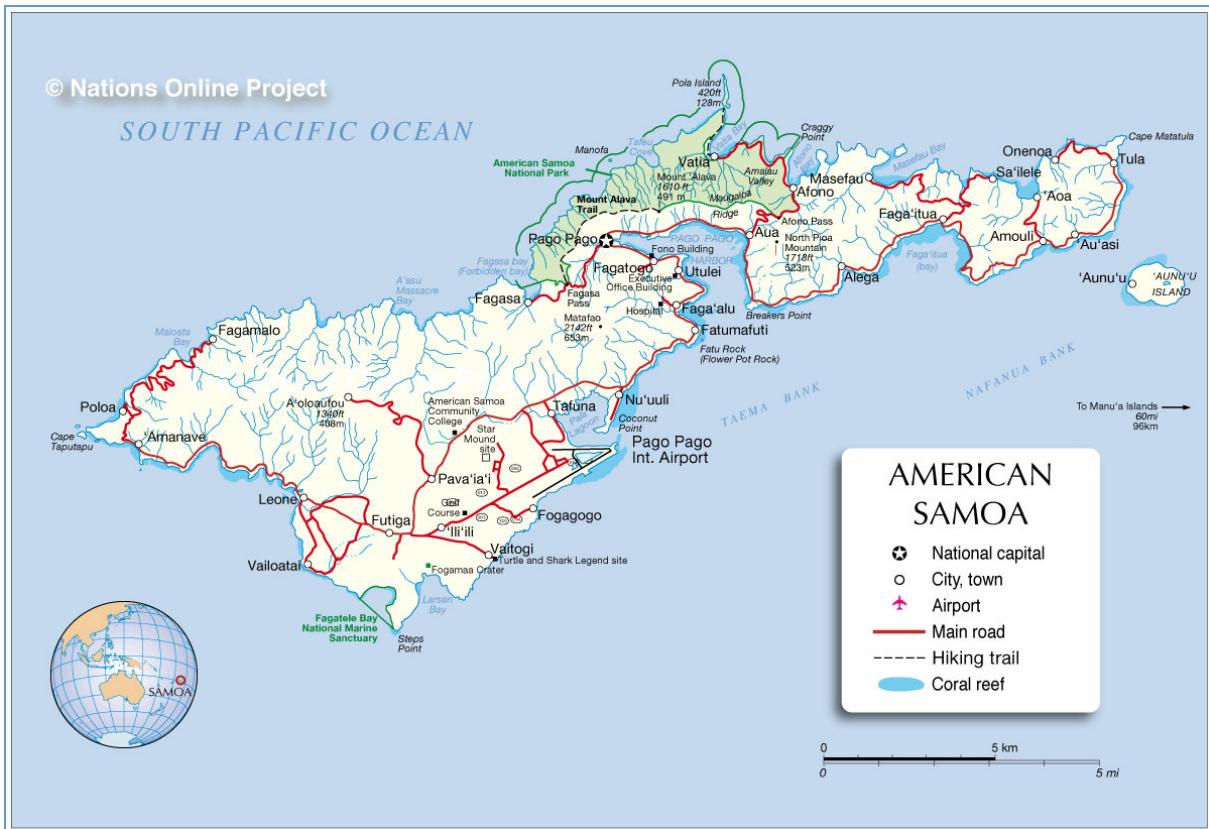 © Nations Online Project
SOUTH PACIFIC OCEAN
Pola Island
420ft
128m
Vatia Bay
Craggy
Point
Afono
Bay
Tafeu
Cove
Manofa
American Samoa
National Park
Vatia
Mount ʻAlava
1610 ft
491 m
Amalau
Valley
Maugaloa
Ridge
Mount Alava
Trail
Masefau Bay
Masefau
Afono
Afono Pass
Cape Matatula
Onenoa
Tula
Sa'ilele
'Aoa
Faga'itua
Amouli
Au'asi
Faga'itua
(bay)
'Aunu'u
'AUNU'U
ISLAND
Pago Pago
PAGO PAGO
HARBOR
Aua
North Pioa
Mountain
1718ft
523m
Alega
Breakers Point
Fono Building
Fagatogo
Utulei
Executive
Office Building
Hospital
Faga'alu
Fatumafuti
Fatu Rock
(Flower Pot Rock)
Fagasa bay
(Forbidden bay)
Fagasa
Fagasa
Pass
Matafao
2142ft
653m
A'asu
Massacre
Bay
Maloata
Bay
Fagamalo
Poloa
Cape
Taputapu
'Amanave
A'oloaufou
1340ft
408m
American Samoa
Community
College
Star
Mound
site
Tafuna
Pala
Lagoon
Nu'uuli
Coconut
Point
Pago Pago
Int. Airport
TAEMA BANK
NAFANUA BANK
To Manu'a Islands
60mi
96km
Leone
Pava'ia'i
Golf
Course
Futiga
'Ili'ili
Fogagogo
Vaitogi
Turtle and Shark Legend site
Vailoatai
Fogamaa Crater
Larsen
Bay
Fagatele Bay
National Marine
Sanctuary
Steps
Point
SAMOA
AMERICAN
SAMOA
National capital
City, town
Airport
Main road
Hiking trail
Coral reef
0 5 km
0 5 mi